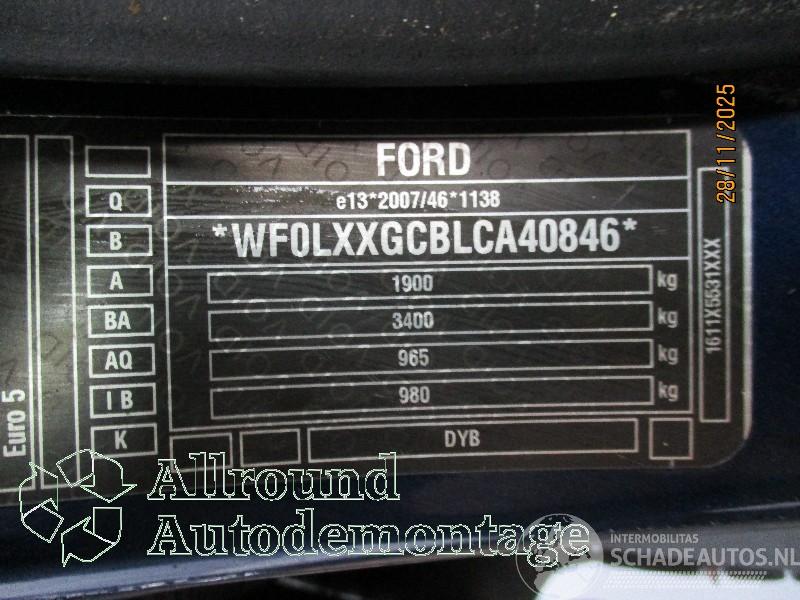 28/11/2025
FORD
Q e13*2007/46*1138
B *WF0LXXGCBLCA40846*
A 1900 kg
BA 3400 kg
AQ 965 kg
I B 980 kg
K DYB
Euro 5
1611X5531XXX
Allround
Autodemontage
INTERMOBILITAS
SCHADEAUTOS.NL